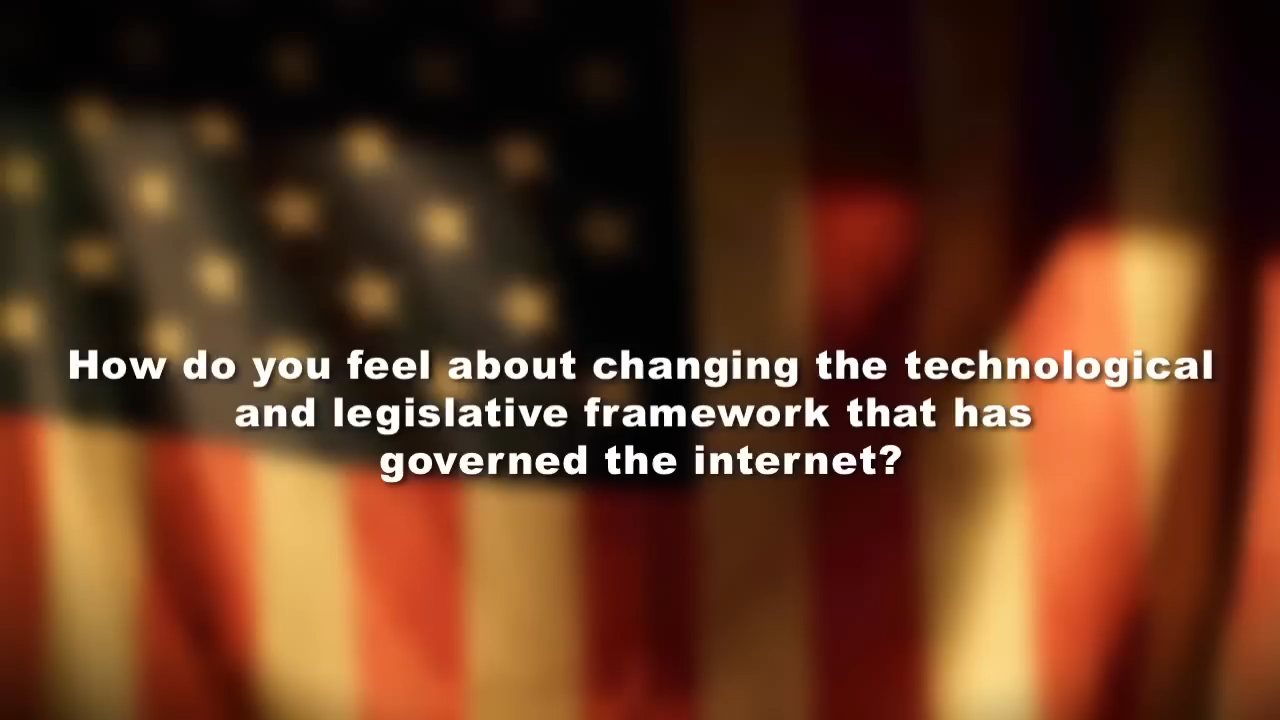 How do you feel about changing the technological
and legislative framework that has
governed the internet?